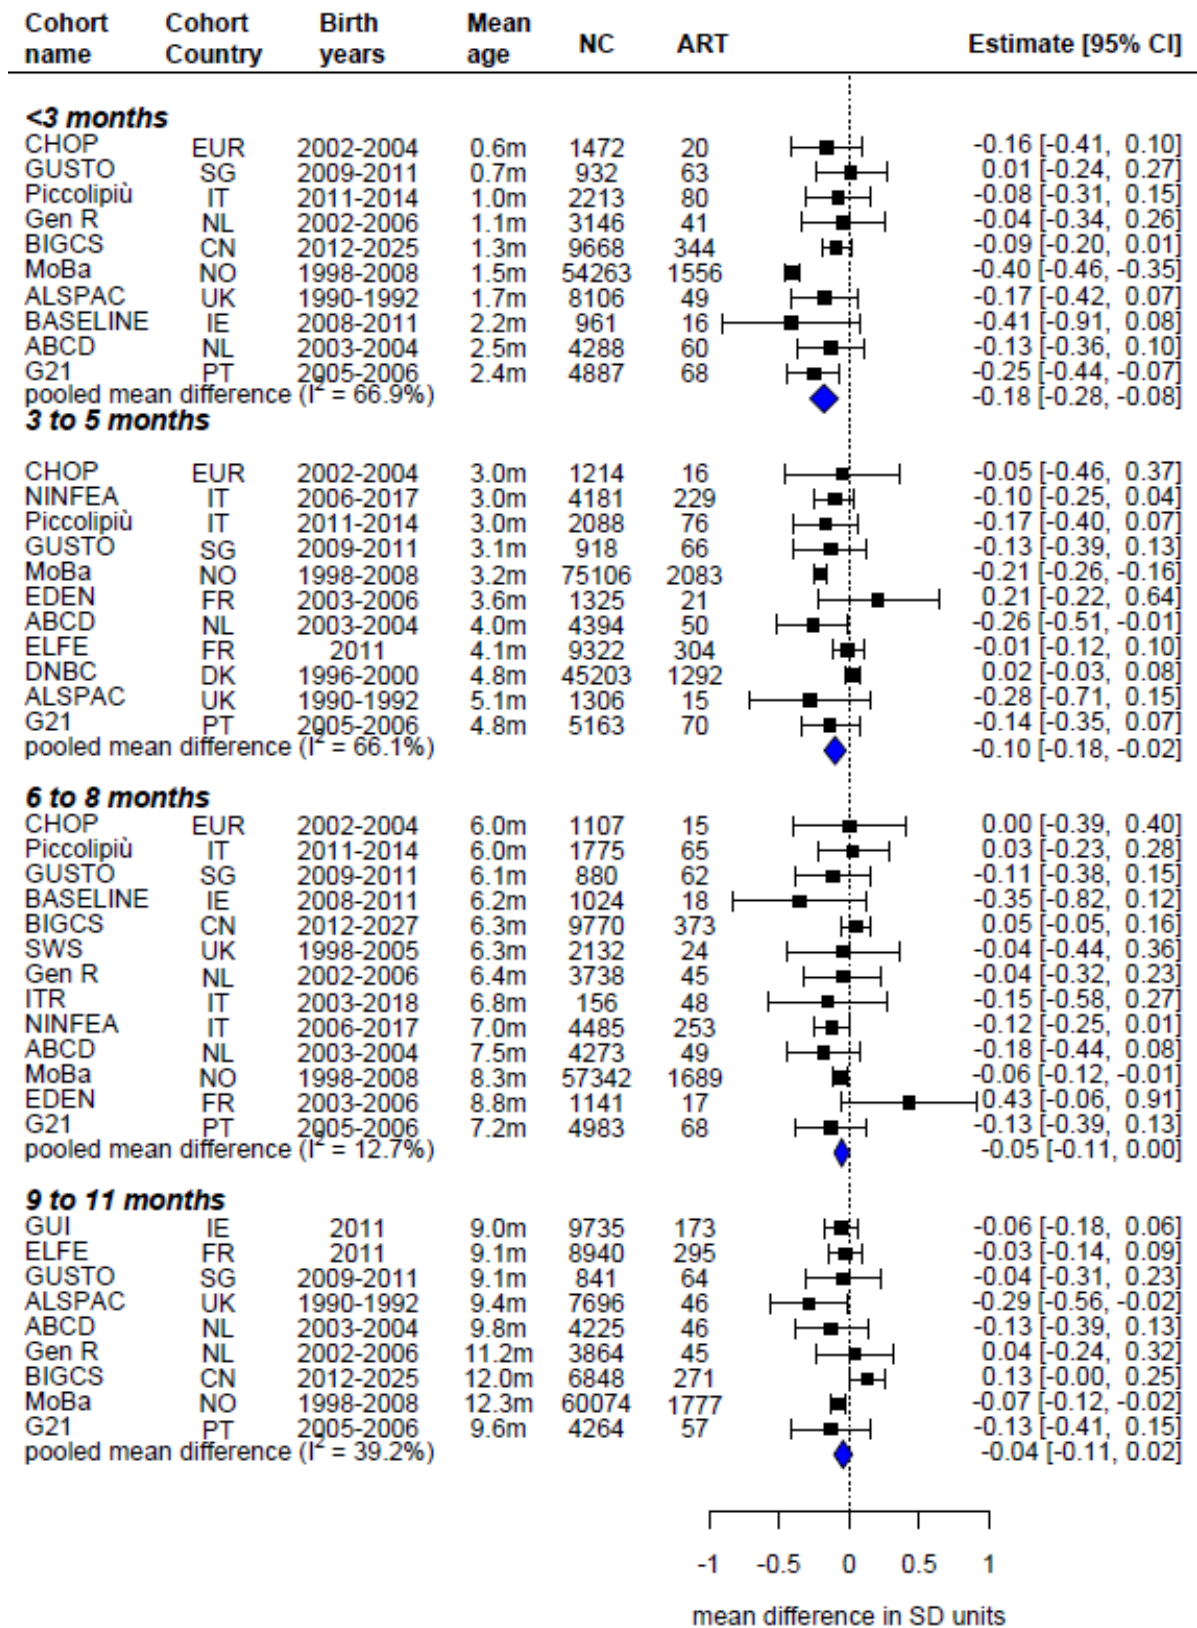 Cohort name Cohort Country Birth years Mean age NC ART Estimate [95% CI]
<3 months
CHOP EUR 2002-2004 0.6m 1472 20 -0.16 [-0.41, 0.10]
GUSTO SG 2009-2011 0.7m 932 63 0.01 [-0.24, 0.27]
Piccolipiù IT 2011-2014 1.0m 2213 80 -0.08 [-0.31, 0.15]
Gen R NL 2002-2006 1.1m 3146 41 -0.04 [-0.34, 0.26]
BIGCS CN 2012-2025 1.3m 9668 344 -0.09 [-0.20, 0.01]
MoBa NO 1998-2008 1.5m 54263 1556 -0.40 [-0.46, -0.35]
ALSPAC UK 1990-1992 1.7m 8106 49 -0.17 [-0.42, 0.07]
BASELINE IE 2008-2011 2.2m 961 16 -0.41 [-0.91, 0.08]
ABCD NL 2003-2004 2.5m 4288 60 -0.13 [-0.36, 0.10]
G21 PT 2005-2006 2.4m 4887 68 -0.25 [-0.44, -0.07]
pooled mean difference (I² = 66.9%) -0.18 [-0.28, -0.08]
3 to 5 months
CHOP EUR 2002-2004 3.0m 1214 16 -0.05 [-0.46, 0.37]
NINFEA IT 2006-2017 3.0m 4181 229 -0.10 [-0.25, 0.04]
Piccolipiù IT 2011-2014 3.0m 2088 76 -0.17 [-0.40, 0.07]
GUSTO SG 2009-2011 3.1m 918 66 -0.13 [-0.39, 0.13]
MoBa NO 1998-2008 3.2m 75106 2083 -0.21 [-0.26, -0.16]
EDEN FR 2003-2006 3.6m 1325 21 0.21 [-0.22, 0.64]
ABCD NL 2003-2004 4.0m 4394 50 -0.26 [-0.51, -0.01]
ELFE FR 2011 4.1m 9322 304 -0.01 [-0.12, 0.10]
DNBC DK 1996-2000 4.8m 45203 1292 0.02 [-0.03, 0.08]
ALSPAC UK 1990-1992 5.1m 1306 15 -0.28 [-0.71, 0.15]
G21 PT 2005-2006 4.8m 5163 70 -0.14 [-0.35, 0.07]
pooled mean difference (I² = 66.1%) -0.10 [-0.18, -0.02]
6 to 8 months
CHOP EUR 2002-2004 6.0m 1107 15 0.00 [-0.39, 0.40]
Piccolipiù IT 2011-2014 6.0m 1775 65 0.03 [-0.23, 0.28]
GUSTO SG 2009-2011 6.1m 880 62 -0.11 [-0.38, 0.15]
BASELINE IE 2008-2011 6.2m 1024 18 -0.35 [-0.82, 0.12]
BIGCS CN 2012-2027 6.3m 9770 373 0.05 [-0.05, 0.16]
SWS UK 1998-2005 6.3m 2132 24 -0.04 [-0.44, 0.36]
Gen R NL 2002-2006 6.4m 3738 45 -0.04 [-0.32, 0.23]
ITR IT 2003-2018 6.8m 156 48 -0.15 [-0.58, 0.27]
NINFEA IT 2006-2017 7.0m 4485 253 -0.12 [-0.25, 0.01]
ABCD NL 2003-2004 7.5m 4273 49 -0.18 [-0.44, 0.08]
MoBa NO 1998-2008 8.3m 57342 1689 -0.06 [-0.12, -0.01]
EDEN FR 2003-2006 8.8m 1141 17 0.43 [-0.06, 0.91]
G21 PT 2005-2006 7.2m 4983 68 -0.13 [-0.39, 0.13]
pooled mean difference (I² = 12.7%) -0.05 [-0.11, 0.00]
9 to 11 months
GUI IE 2011 9.0m 9735 173 -0.06 [-0.18, 0.06]
ELFE FR 2011 9.1m 8940 295 -0.03 [-0.14, 0.09]
GUSTO SG 2009-2011 9.1m 841 64 -0.04 [-0.31, 0.23]
ALSPAC UK 1990-1992 9.4m 7696 46 -0.29 [-0.56, -0.02]
ABCD NL 2003-2004 9.8m 4225 46 -0.13 [-0.39, 0.13]
Gen R NL 2002-2006 11.2m 3864 45 0.04 [-0.24, 0.32]
BIGCS CN 2012-2025 12.0m 6848 271 0.13 [-0.00, 0.25]
MoBa NO 1998-2008 12.3m 60074 1777 -0.07 [-0.12, -0.02]
G21 PT 2005-2006 9.6m 4264 57 -0.13 [-0.41, 0.15]
pooled mean difference (I² = 39.2%) -0.04 [-0.11, 0.02]
-1 -0.5 0 0.5 1
mean difference in SD units